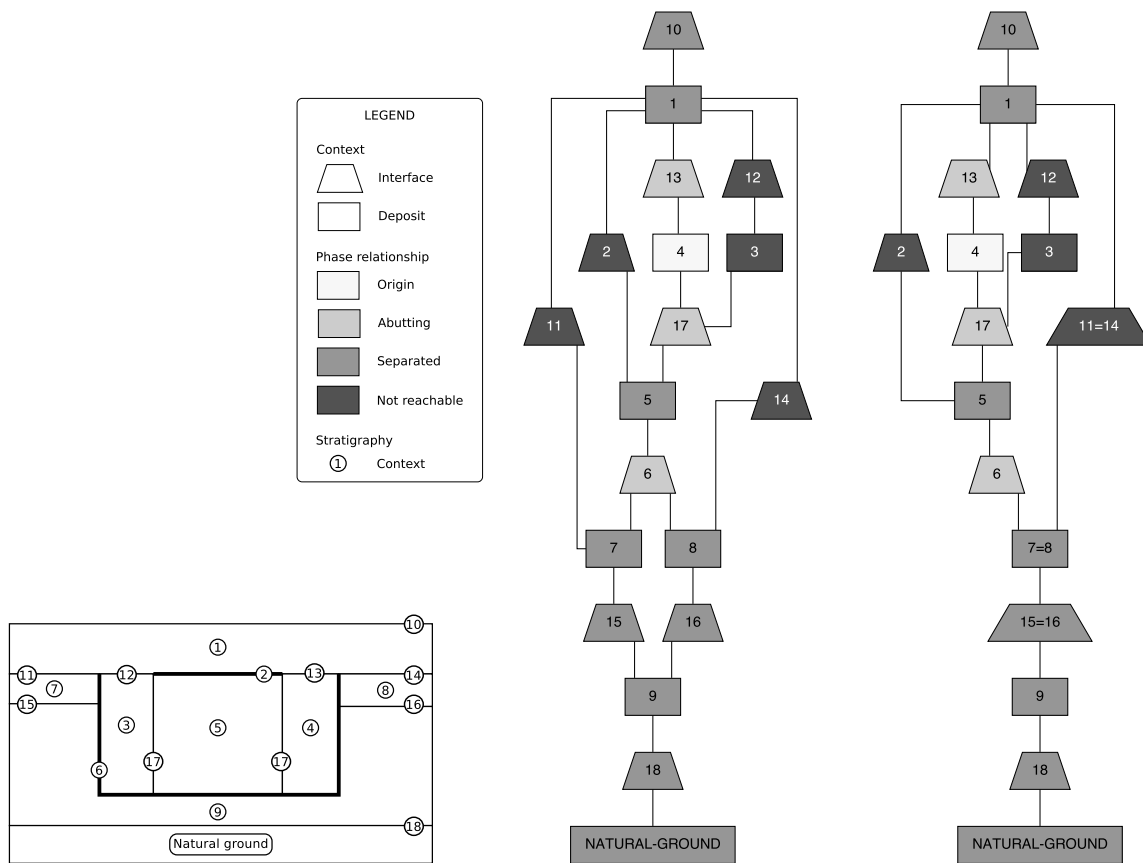 LEGEND
Context
Interface
Deposit
Phase relationship
Origin
Abutting
Separated
Not reachable
Stratigraphy
1 Context
10
1
13 12
2 4 3
11 17
5 14
6
7 8
15 16
9
18
NATURAL-GROUND
10
1
13 12
2 4 3
17 11=14
5
6
7=8
15=16
9
18
NATURAL-GROUND
10
1
11 12 2 13 14
7 8
15 16
3 5 4
17 17
6
9
18
Natural ground